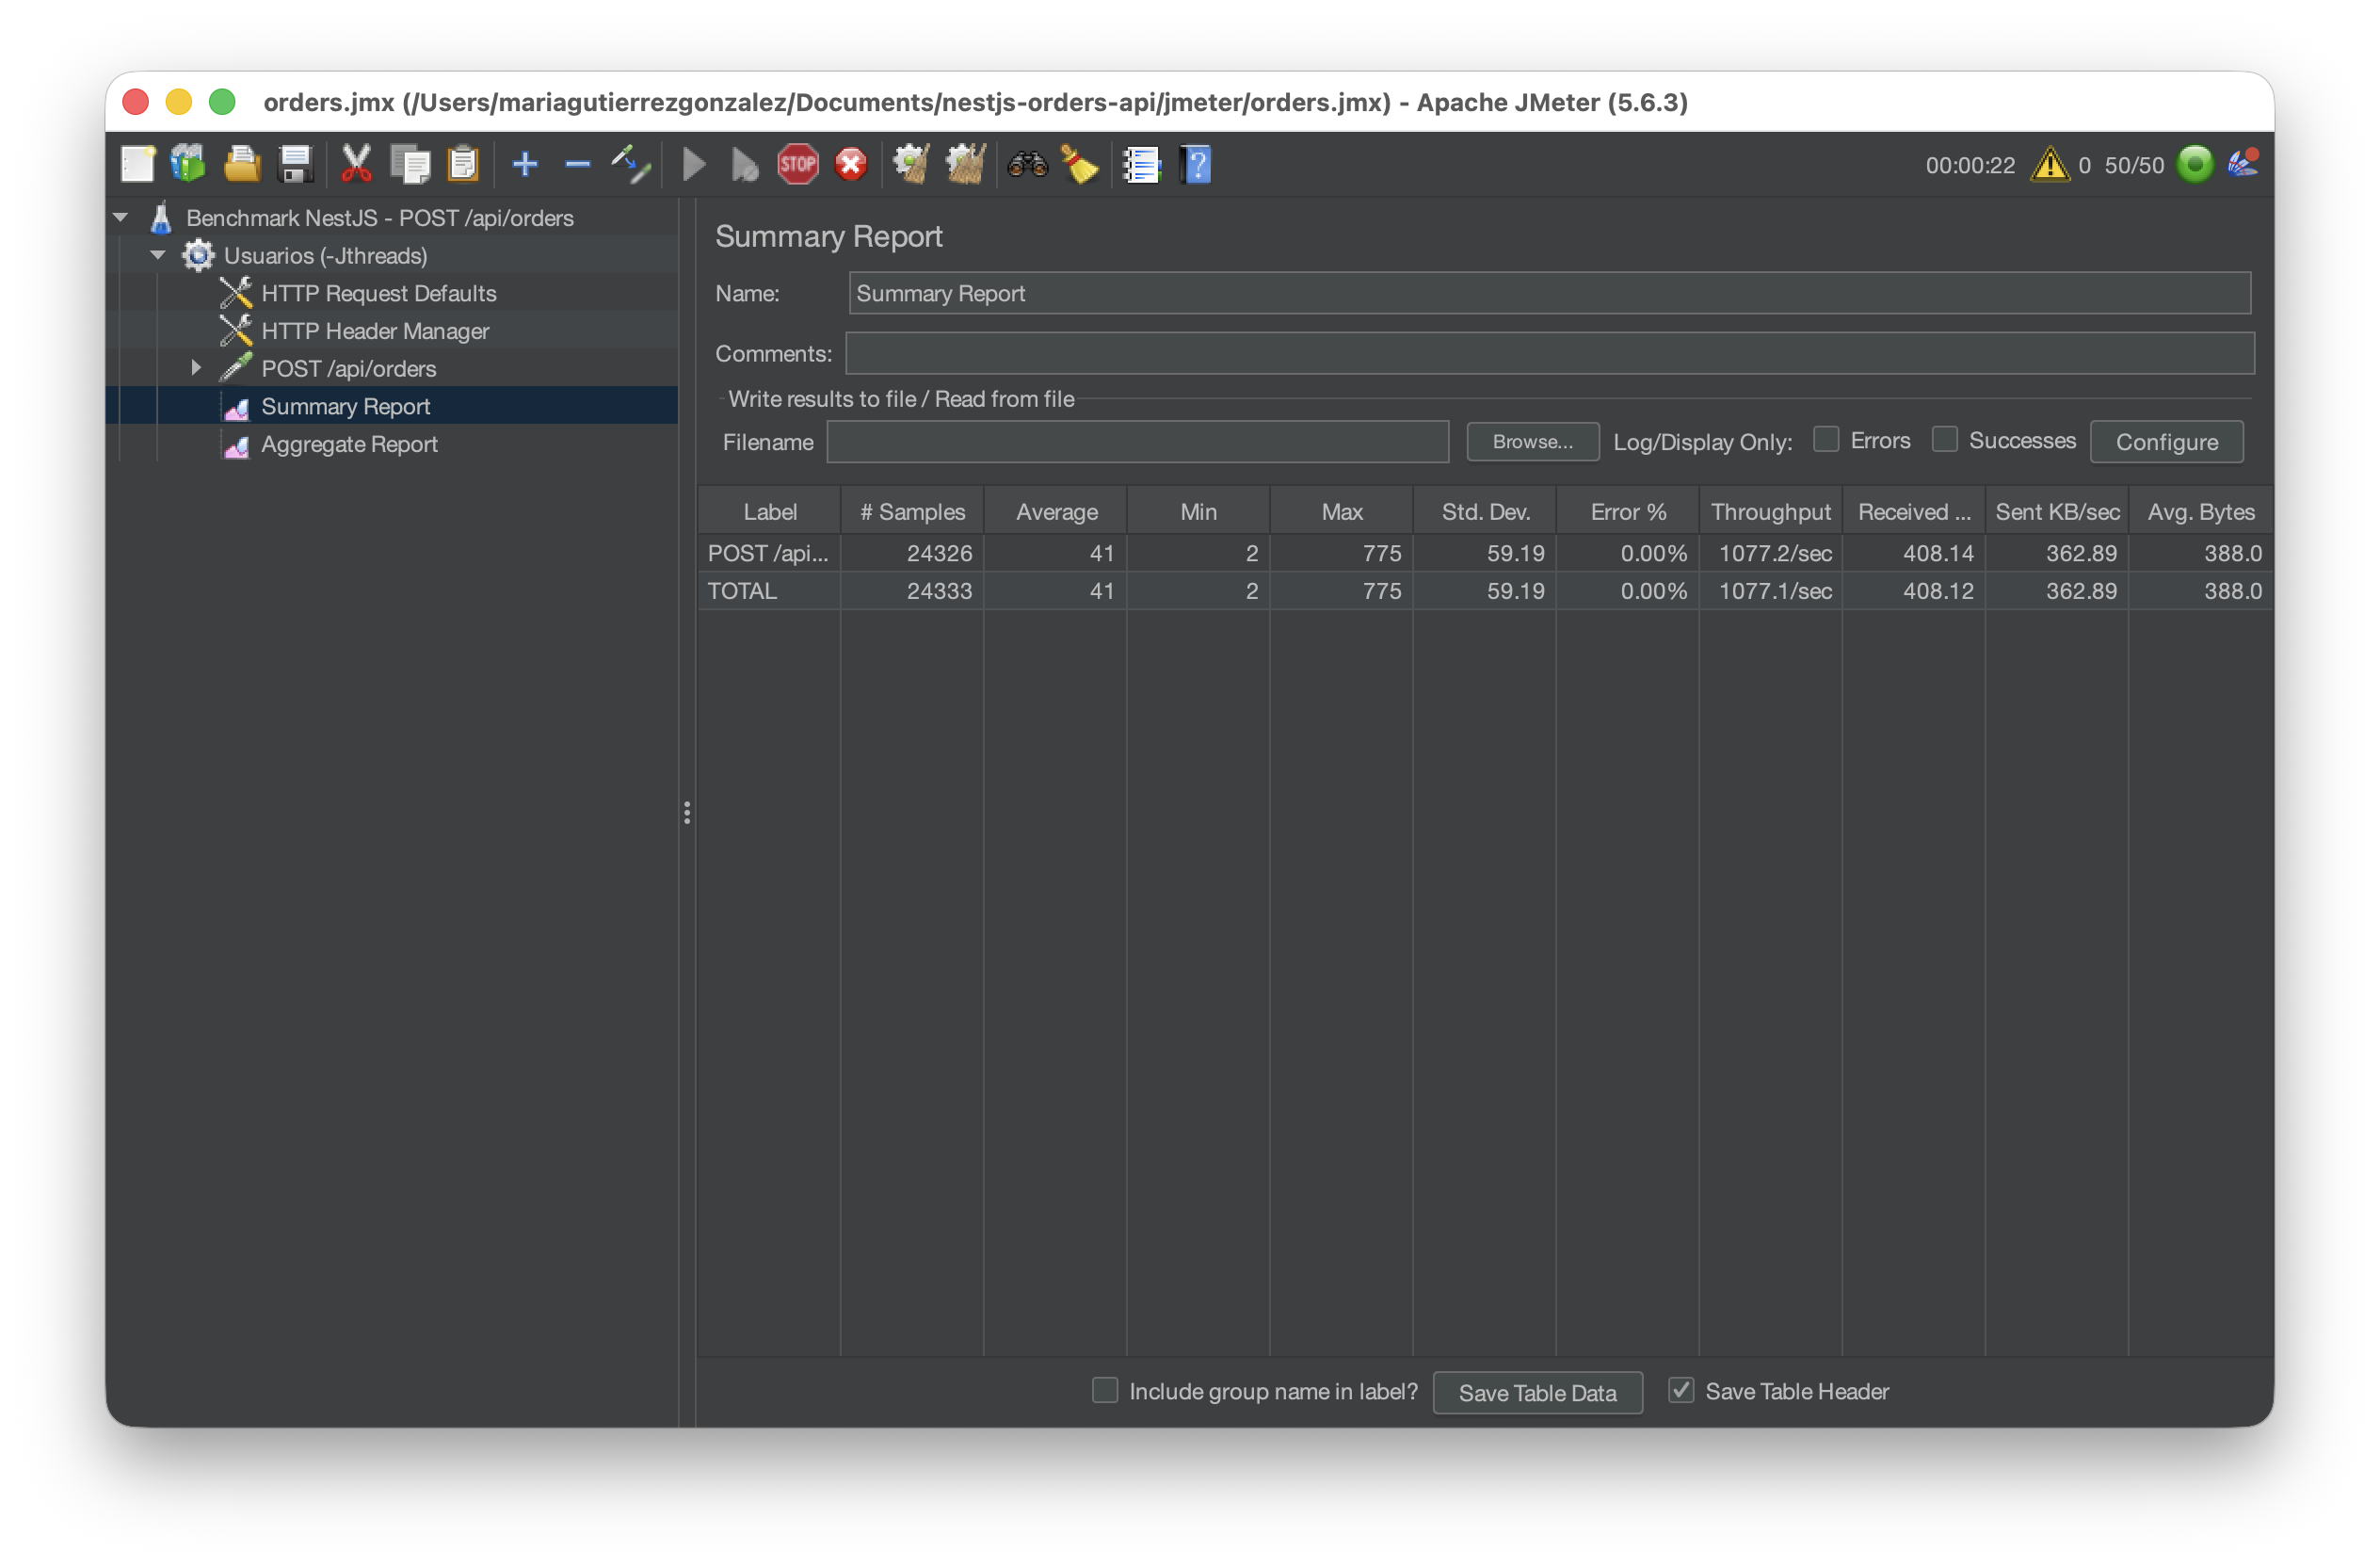 orders.jmx (/Users/mariagutierrezgonzalez/Documents/nestjs-orders-api/jmeter/orders.jmx) - Apache JMeter (5.6.3)
STOP
00:00:22 0 50/50
Benchmark NestJS - POST /api/orders
Usuarios (-Jthreads)
HTTP Request Defaults
HTTP Header Manager
POST /api/orders
Summary Report
Aggregate Report
Summary Report
Name: Summary Report
Comments:
Write results to file / Read from file
Filename Browse... Log/Display Only: Errors Successes Configure
Label # Samples Average Min Max Std. Dev. Error % Throughput Received ... Sent KB/sec Avg. Bytes
POST /api... 24326 41 2 775 59.19 0.00% 1077.2/sec 408.14 362.89 388.0
TOTAL 24333 41 2 775 59.19 0.00% 1077.1/sec 408.12 362.89 388.0
Include group name in label? Save Table Data Save Table Header